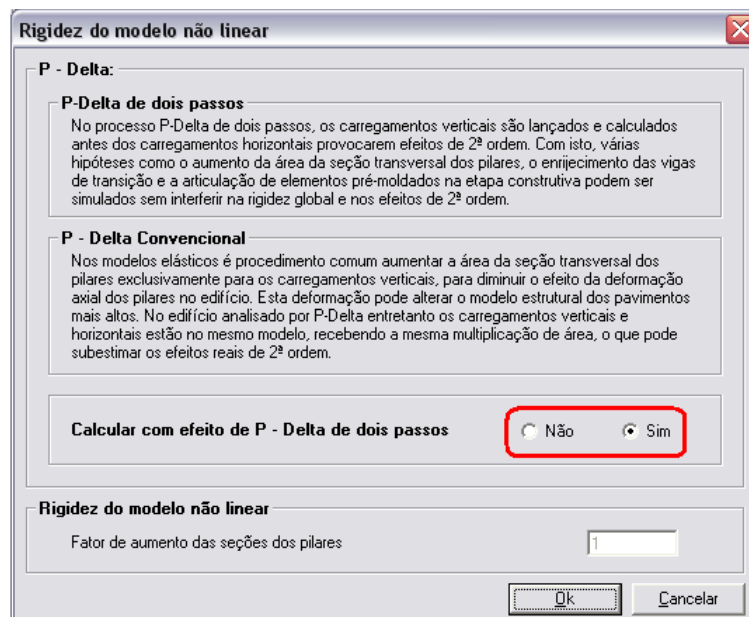 Rigidez do modelo não linear
P - Delta:
P-Delta de dois passos
No processo P-Delta de dois passos, os carregamentos verticais são lançados e calculados
antes dos carregamentos horizontais provocarem efeitos de 2ª ordem. Com isto, várias
hipóteses como o aumento da área da seção transversal dos pilares, o enrijecimento das vigas
de transição e a articulação de elementos pré-moldados na etapa construtiva podem ser
simulados sem interferir na rigidez global e nos efeitos de 2ª ordem.
P - Delta Convencional
Nos modelos elásticos é procedimento comum aumentar a área da seção transversal dos
pilares exclusivamente para os carregamentos verticais, para diminuir o efeito da deformação
axial dos pilares no edifício. Esta deformação pode alterar o modelo estrutural dos pavimentos
mais altos. No edifício analisado por P-Delta entretanto os carregamentos verticais e
horizontais estão no mesmo modelo, recebendo a mesma multiplicação de área, o que pode
subestimar os efeitos reais de 2ª ordem.
Calcular com efeito de P - Delta de dois passos Não Sim
Rigidez do modelo não linear
Fator de aumento das seções dos pilares 1
Ok Cancelar